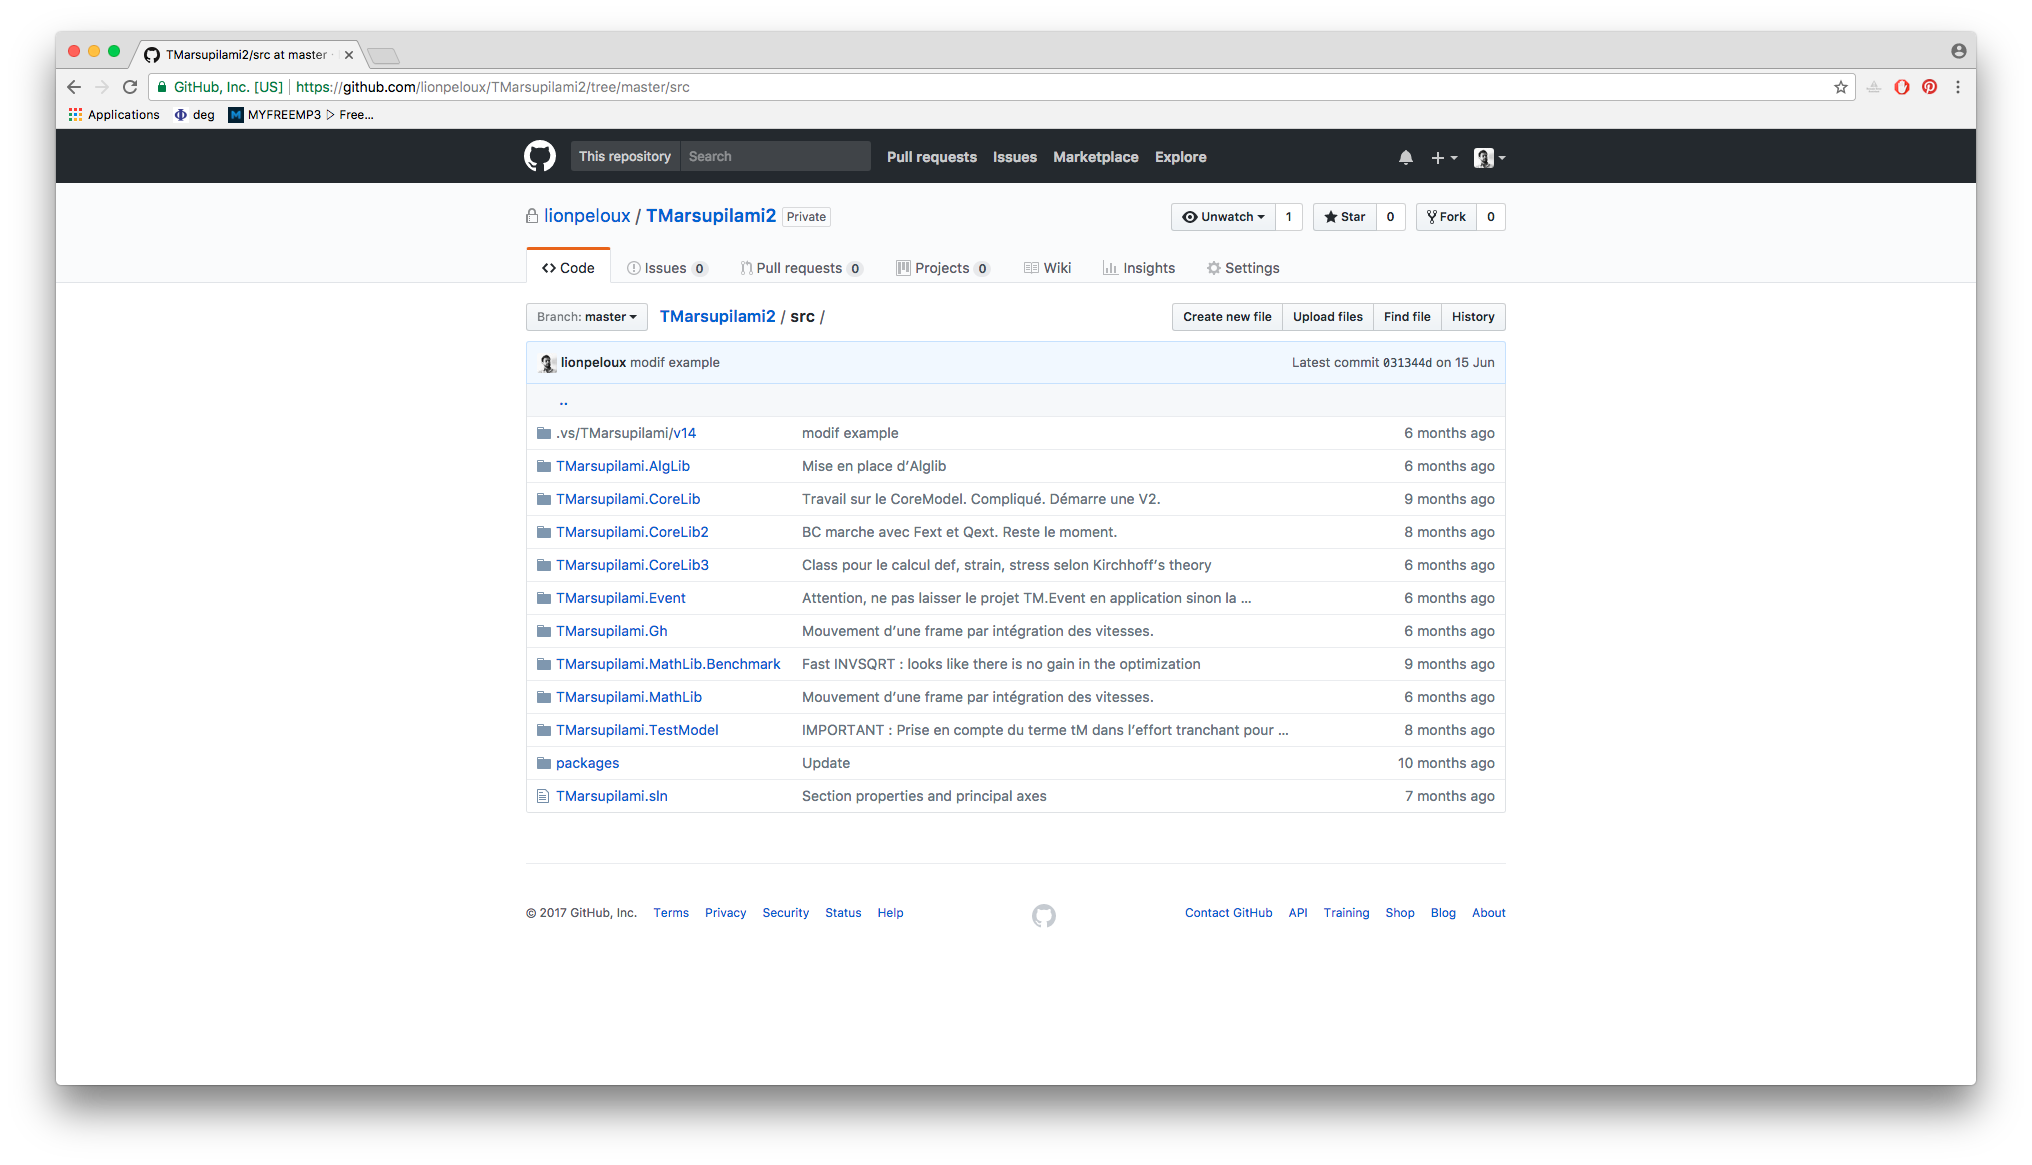 TMarsupilami2/src at master
GitHub, Inc. [US] https://github.com/lionpeloux/TMarsupilami2/tree/master/src
Applications deg M MYFREEMP3 ▷ Free...
This repository Search Pull requests Issues Marketplace Explore
lionpeloux / TMarsupilami2 Private Unwatch 1 Star 0 Fork 0
Code Issues 0 Pull requests 0 Projects 0 Wiki Insights Settings
Branch: master TMarsupilami2 / src / Create new file Upload files Find file History
lionpeloux modif example Latest commit 031344d on 15 Jun
..
.vs/TMarsupilami/v14 modif example 6 months ago
TMarsupilami.AlgLib Mise en place d’Alglib 6 months ago
TMarsupilami.CoreLib Travail sur le CoreModel. Compliqué. Démarre une V2. 9 months ago
TMarsupilami.CoreLib2 BC marche avec Fext et Qext. Reste le moment. 8 months ago
TMarsupilami.CoreLib3 Class pour le calcul def, strain, stress selon Kirchhoff’s theory 6 months ago
TMarsupilami.Event Attention, ne pas laisser le projet TM.Event en application sinon la ... 6 months ago
TMarsupilami.Gh Mouvement d’une frame par intégration des vitesses. 6 months ago
TMarsupilami.MathLib.Benchmark Fast INVSQRT : looks like there is no gain in the optimization 9 months ago
TMarsupilami.MathLib Mouvement d’une frame par intégration des vitesses. 6 months ago
TMarsupilami.TestModel IMPORTANT : Prise en compte du terme tM dans l’effort tranchant pour ... 8 months ago
packages Update 10 months ago
TMarsupilami.sln Section properties and principal axes 7 months ago
© 2017 GitHub, Inc. Terms Privacy Security Status Help Contact GitHub API Training Shop Blog About